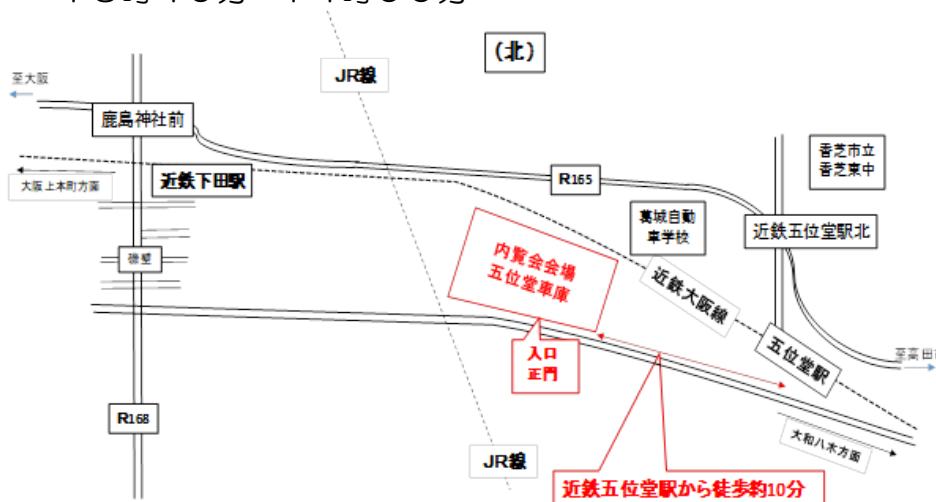 (北)
JR線
至大阪
鹿島神社前
香芝市立
香芝東中
近鉄下田駅
大阪上本町方面
R165
葛城自動
車学校
近鉄五位堂駅北
内覧会会場
五位堂車庫
磯壁
近鉄大阪線
五位堂駅
至高田市
入口
正門
R168
大和八木方面
JR線
近鉄五位堂駅から徒歩約10分